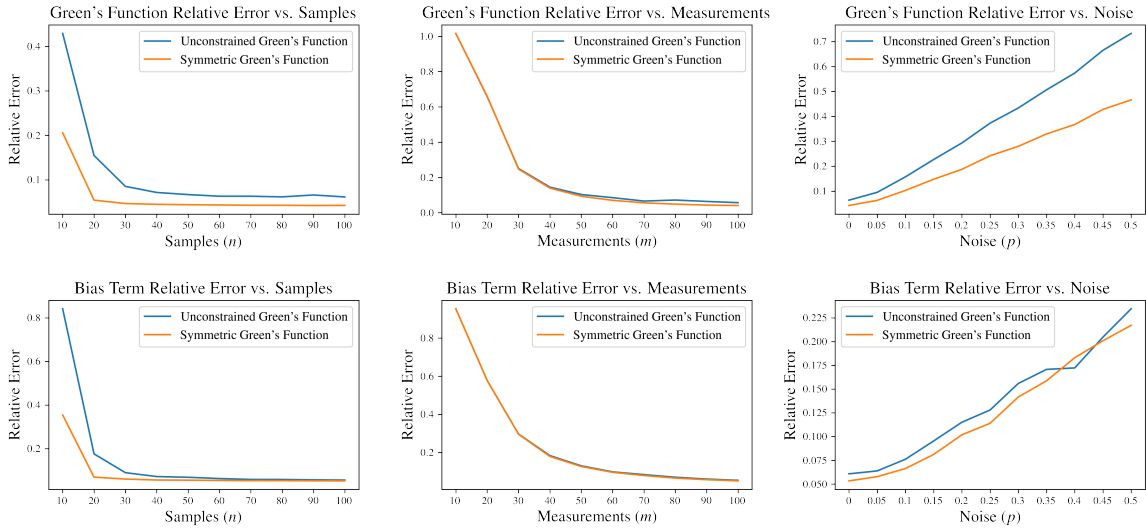 Green's Function Relative Error vs. Samples
Relative Error
0.4
0.3
0.2
0.1
Unconstrained Green's Function
Symmetric Green's Function
10 20 30 40 50 60 70 80 90 100
Samples (n)
Green's Function Relative Error vs. Measurements
Relative Error
1.0
0.8
0.6
0.4
0.2
0.0
Unconstrained Green's Function
Symmetric Green's Function
10 20 30 40 50 60 70 80 90 100
Measurements (m)
Green's Function Relative Error vs. Noise
Relative Error
0.7
0.6
0.5
0.4
0.3
0.2
0.1
Unconstrained Green's Function
Symmetric Green's Function
0 0.05 0.1 0.15 0.2 0.25 0.3 0.35 0.4 0.45 0.5
Noise (p)
Bias Term Relative Error vs. Samples
Relative Error
0.8
0.6
0.4
0.2
Unconstrained Green's Function
Symmetric Green's Function
10 20 30 40 50 60 70 80 90 100
Samples (n)
Bias Term Relative Error vs. Measurements
Relative Error
0.8
0.6
0.4
0.2
Unconstrained Green's Function
Symmetric Green's Function
10 20 30 40 50 60 70 80 90 100
Measurements (m)
Bias Term Relative Error vs. Noise
Relative Error
0.225
0.200
0.175
0.150
0.125
0.100
0.075
0.050
Unconstrained Green's Function
Symmetric Green's Function
0 0.05 0.1 0.15 0.2 0.25 0.3 0.35 0.4 0.45 0.5
Noise (p)